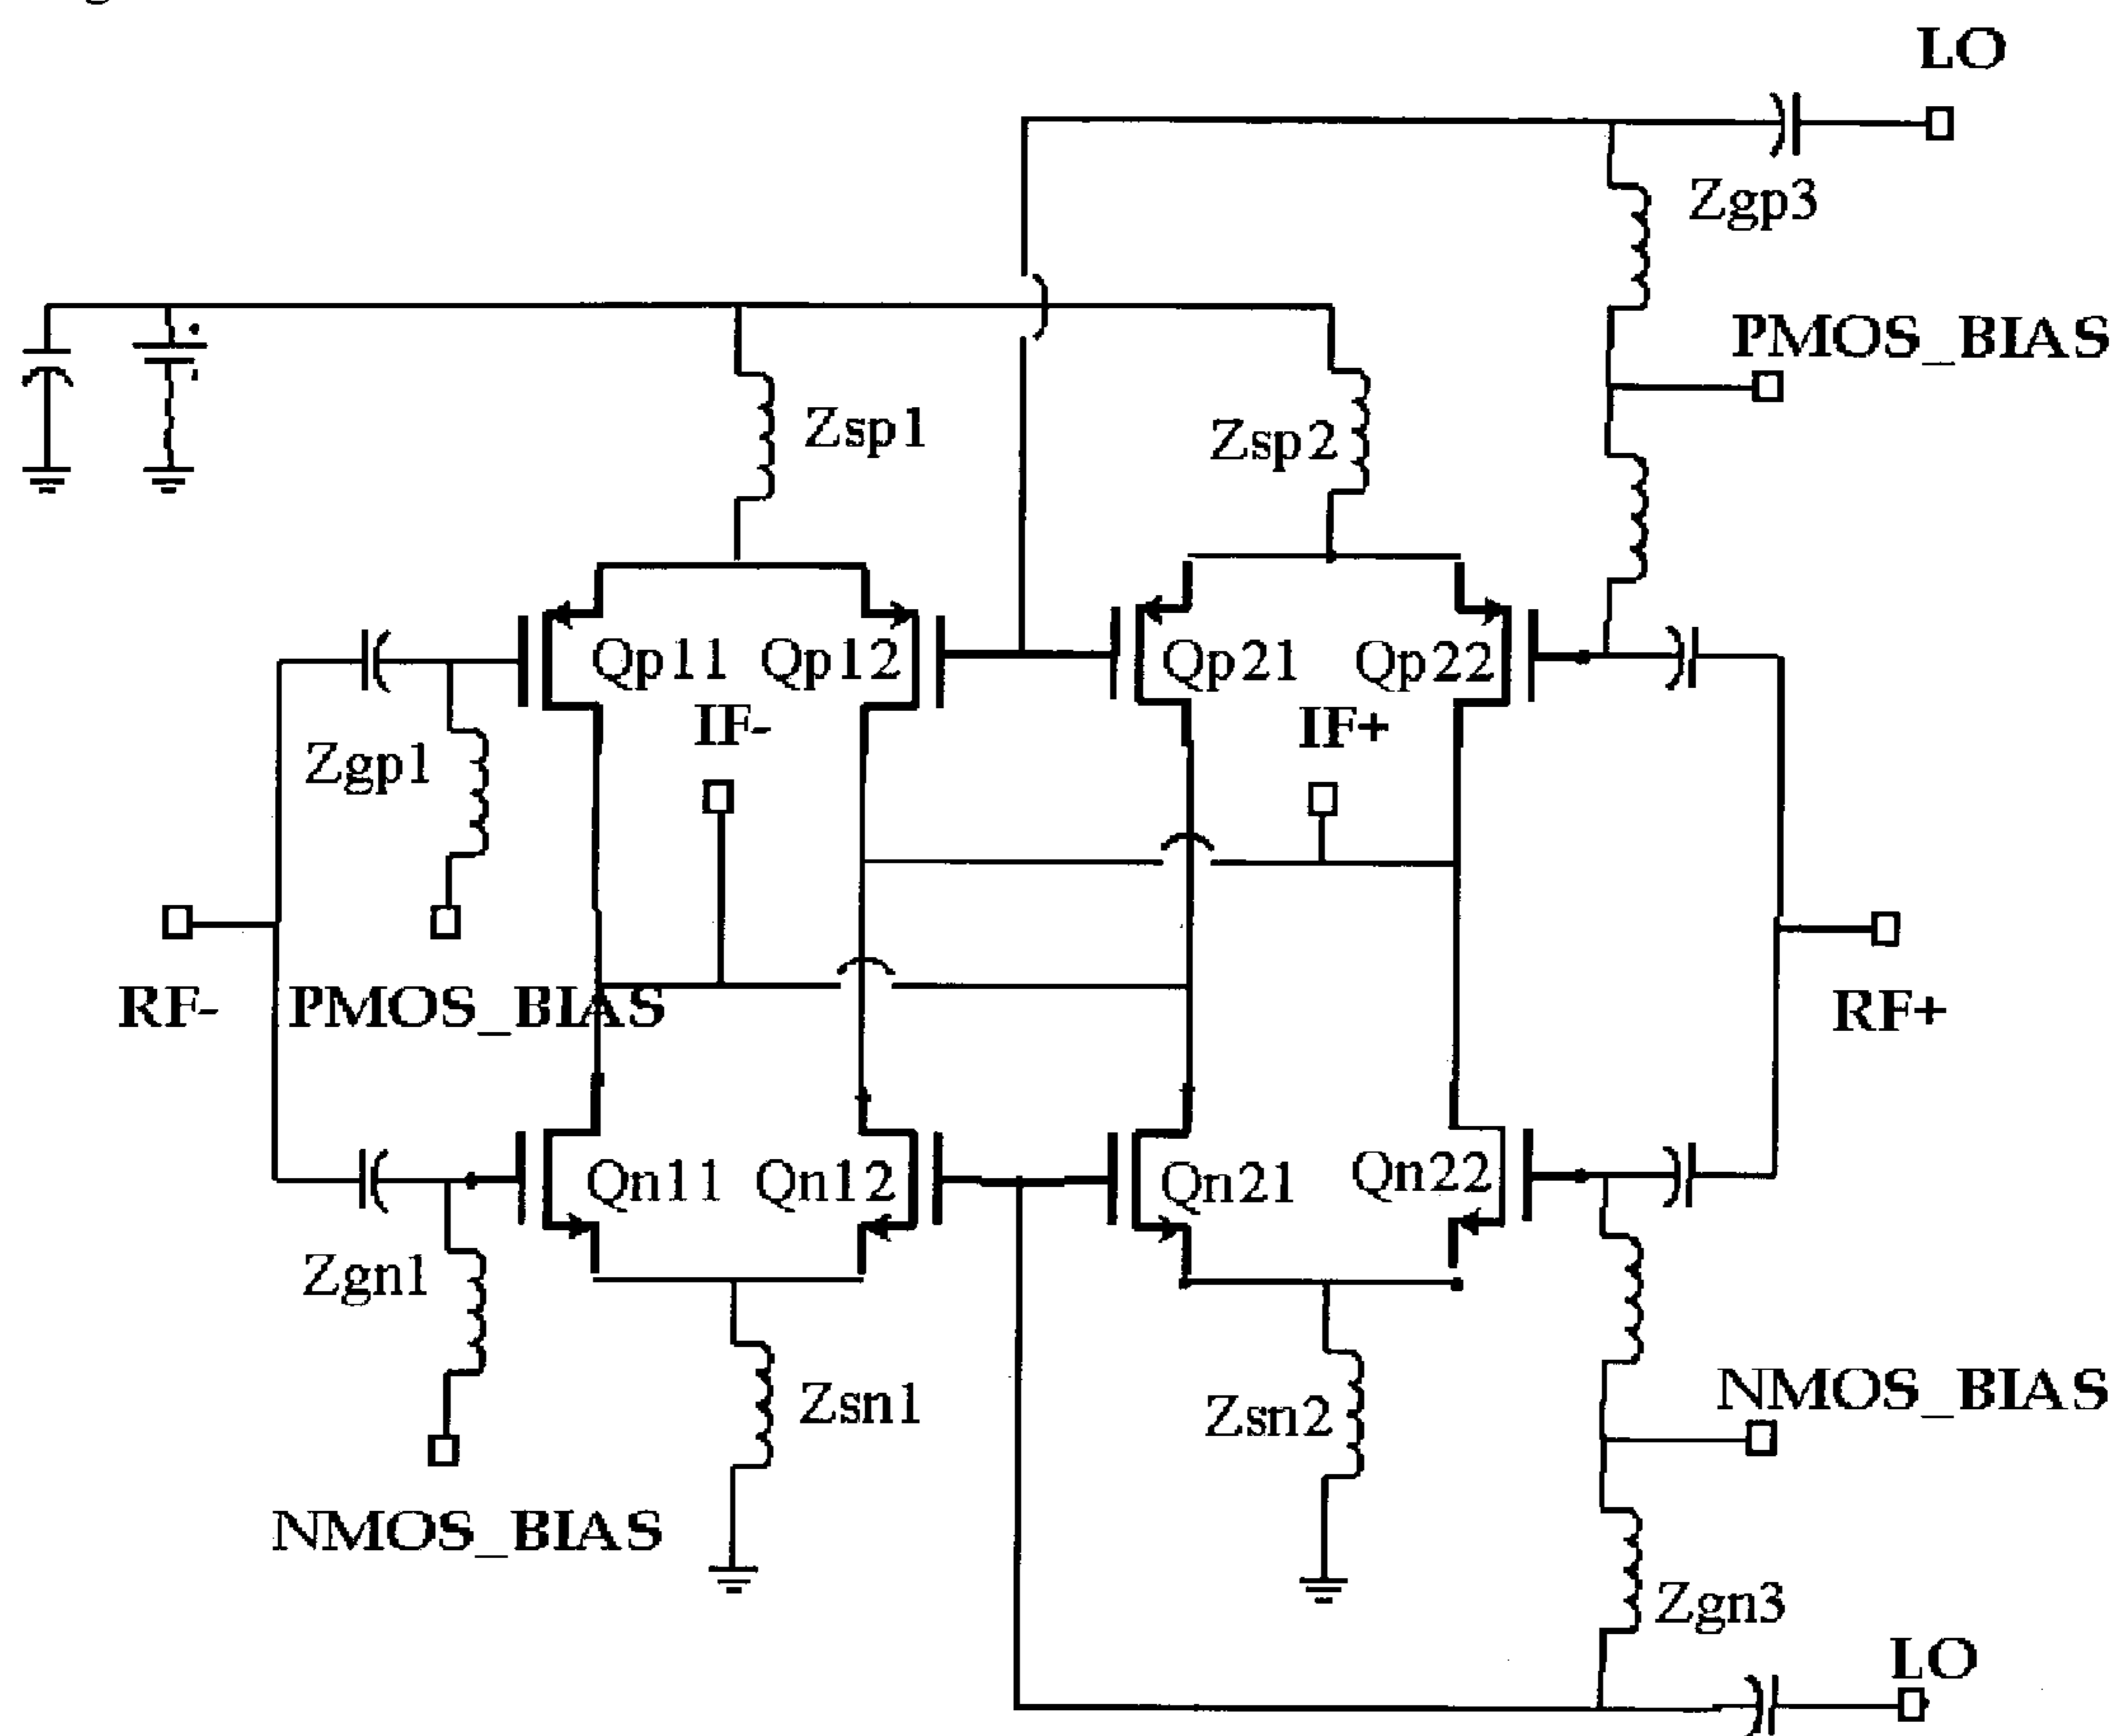 LO
Zgp3
PMOS_BIAS
Zsp1
Zsp2
Qp11
Qp12
Qp21
Qp22
IF-
IF+
Zgp1
RF-
PMOS_BIAS
RF+
Qn11
Qn12
Qn21
Qn22
Zgn1
Zsn1
Zsn2
NMOS_BIAS
NMOS_BIAS
Zgn3
LO